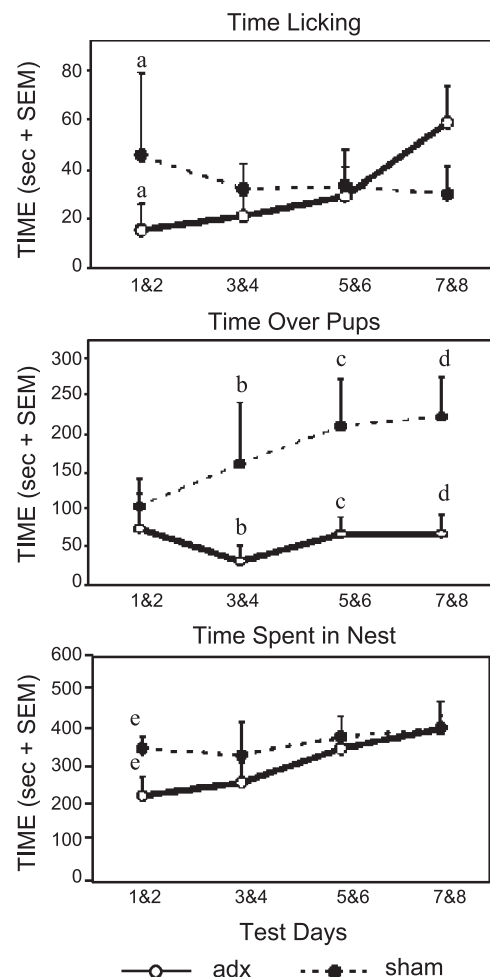 Time Licking
TIME (sec + SEM)
80
60
40
20
0
a
a
1&2 3&4 5&6 7&8
Time Over Pups
TIME (sec + SEM)
300
250
200
150
100
50
0
b c d
b c d
1&2 3&4 5&6 7&8
Time Spent in Nest
TIME (sec + SEM)
600
500
400
300
200
100
0
e
e
1&2 3&4 5&6 7&8
Test Days
adx sham